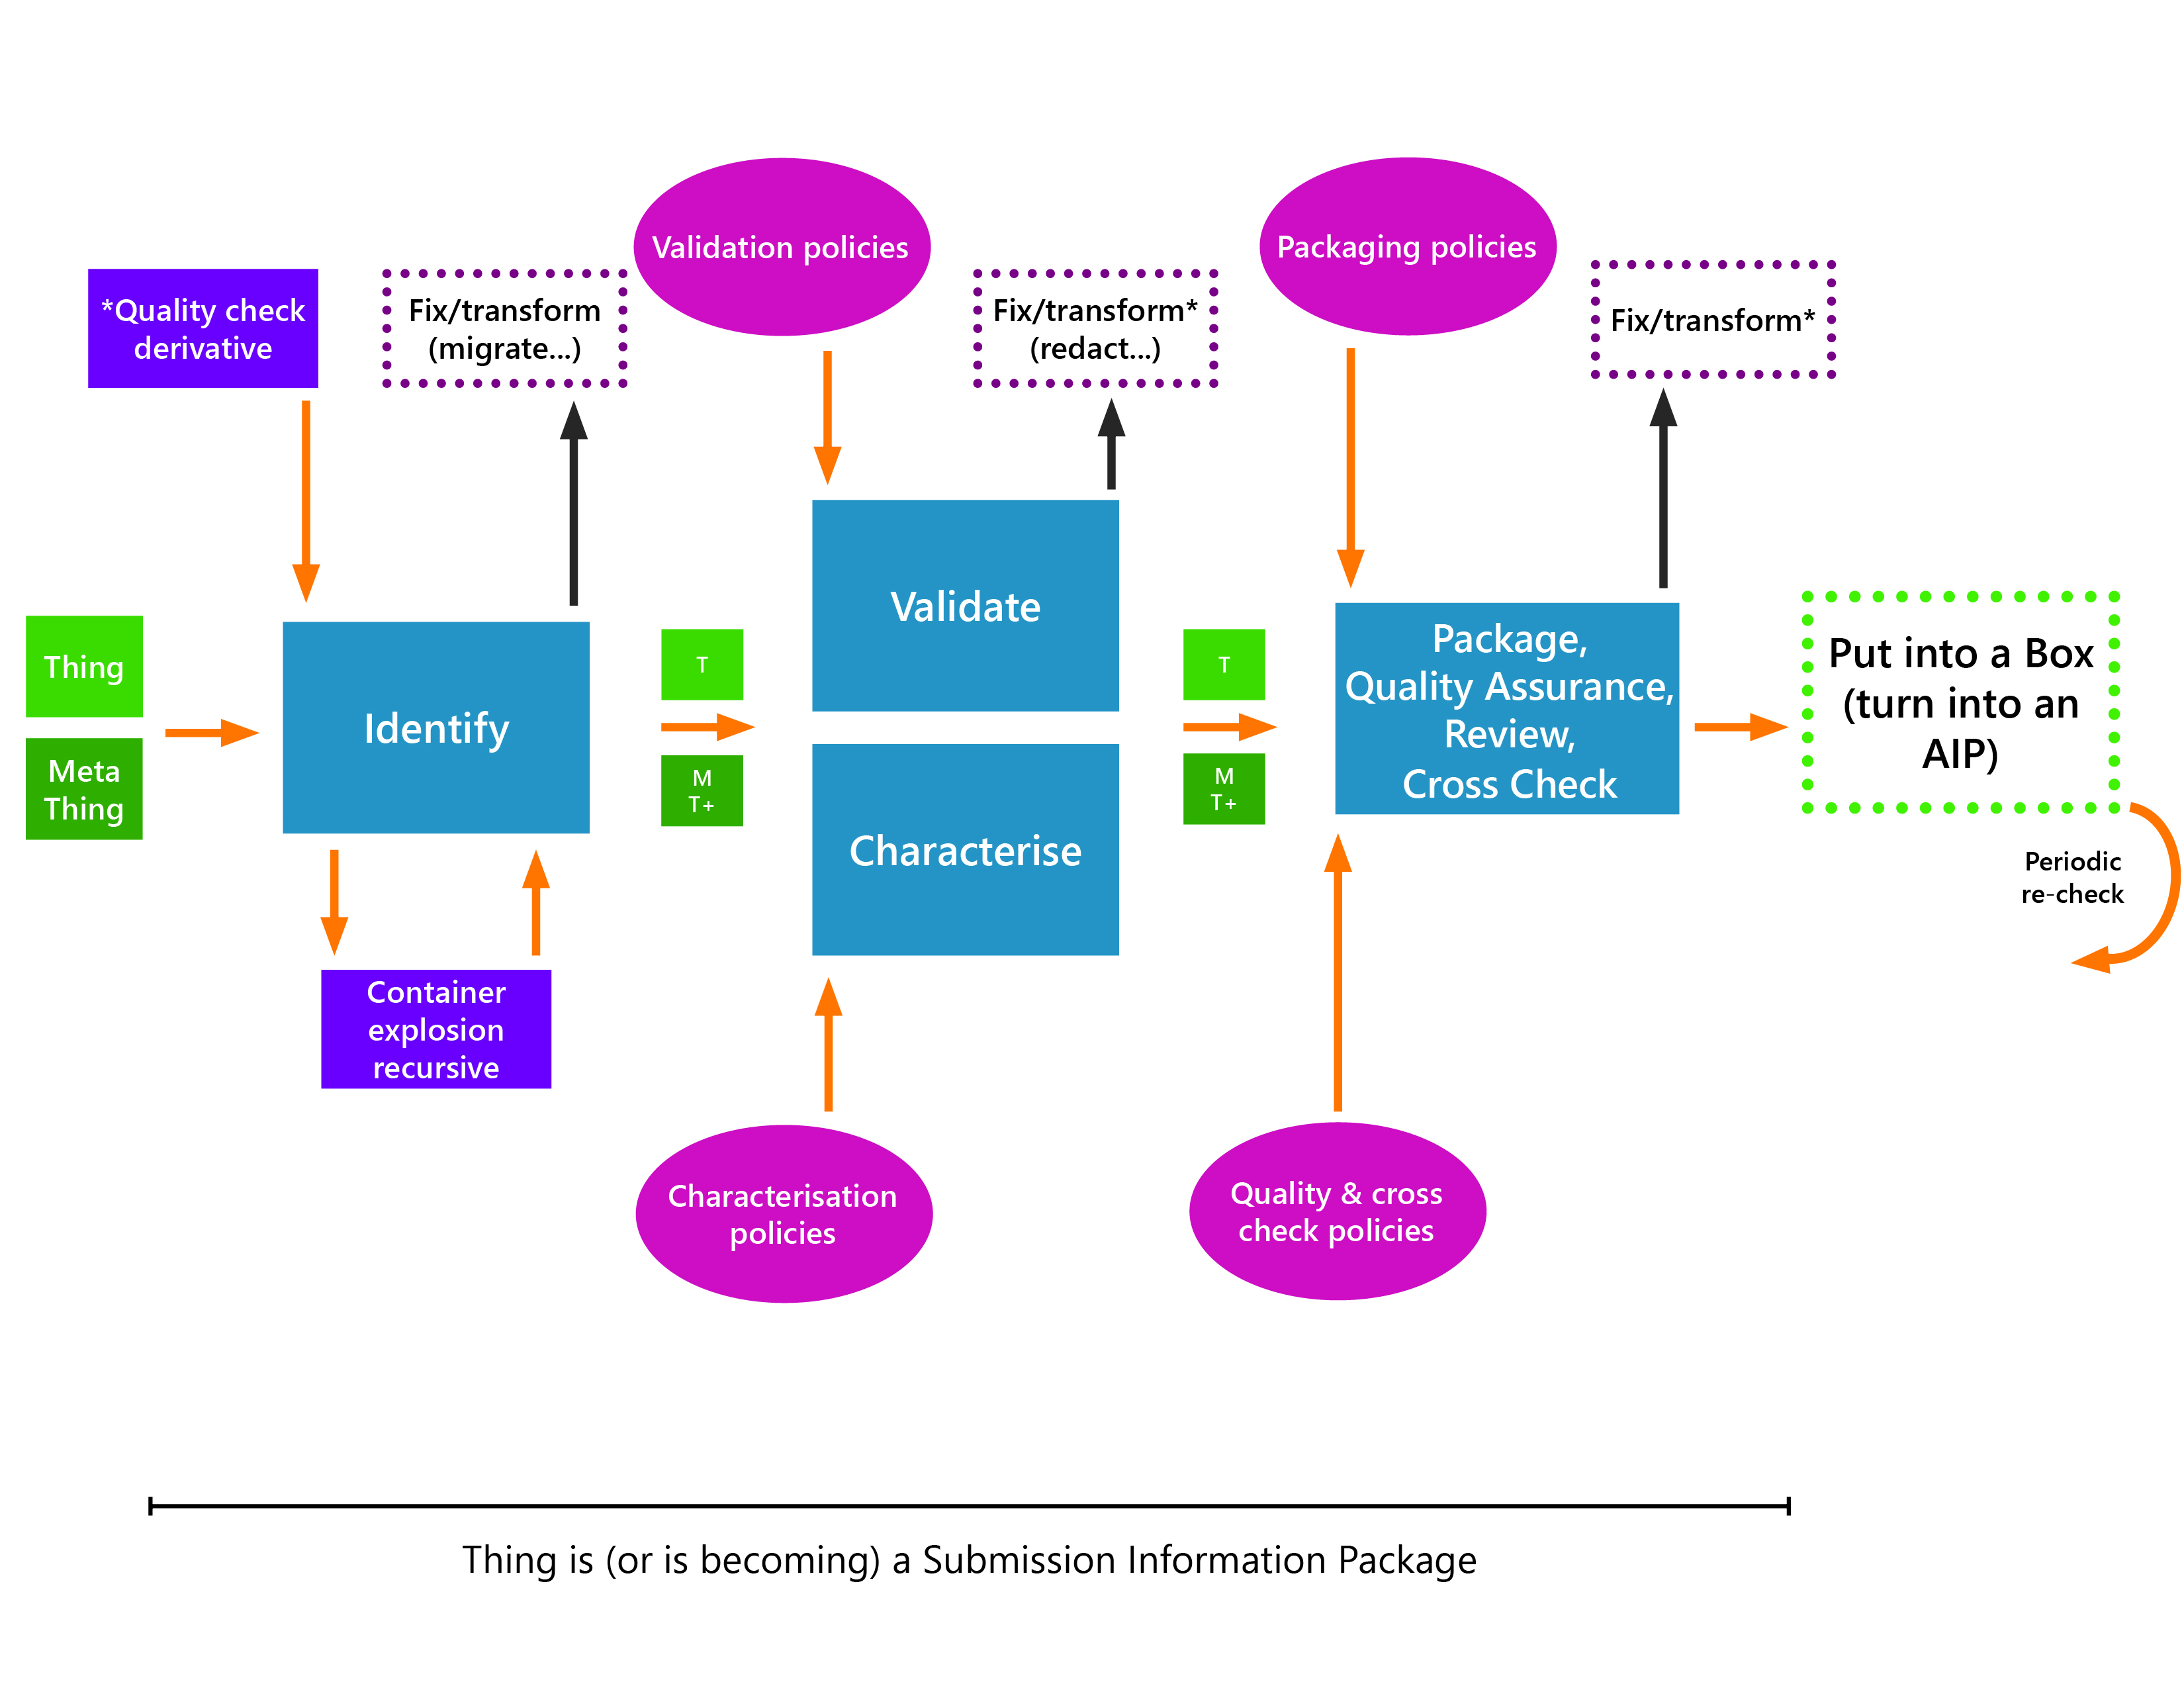 Validation policies
Packaging policies
*Quality check
derivative
Fix/transform
(migrate...)
Fix/transform*
(redact...)
Fix/transform*
Thing
Meta
Thing
Identify
T
M
T+
Validate
Characterise
T
M
T+
Package,
Quality Assurance,
Review,
Cross Check
Put into a Box
(turn into an
AIP)
Periodic
re-check
Container
explosion
recursive
Characterisation
policies
Quality & cross
check policies
Thing is (or is becoming) a Submission Information Package